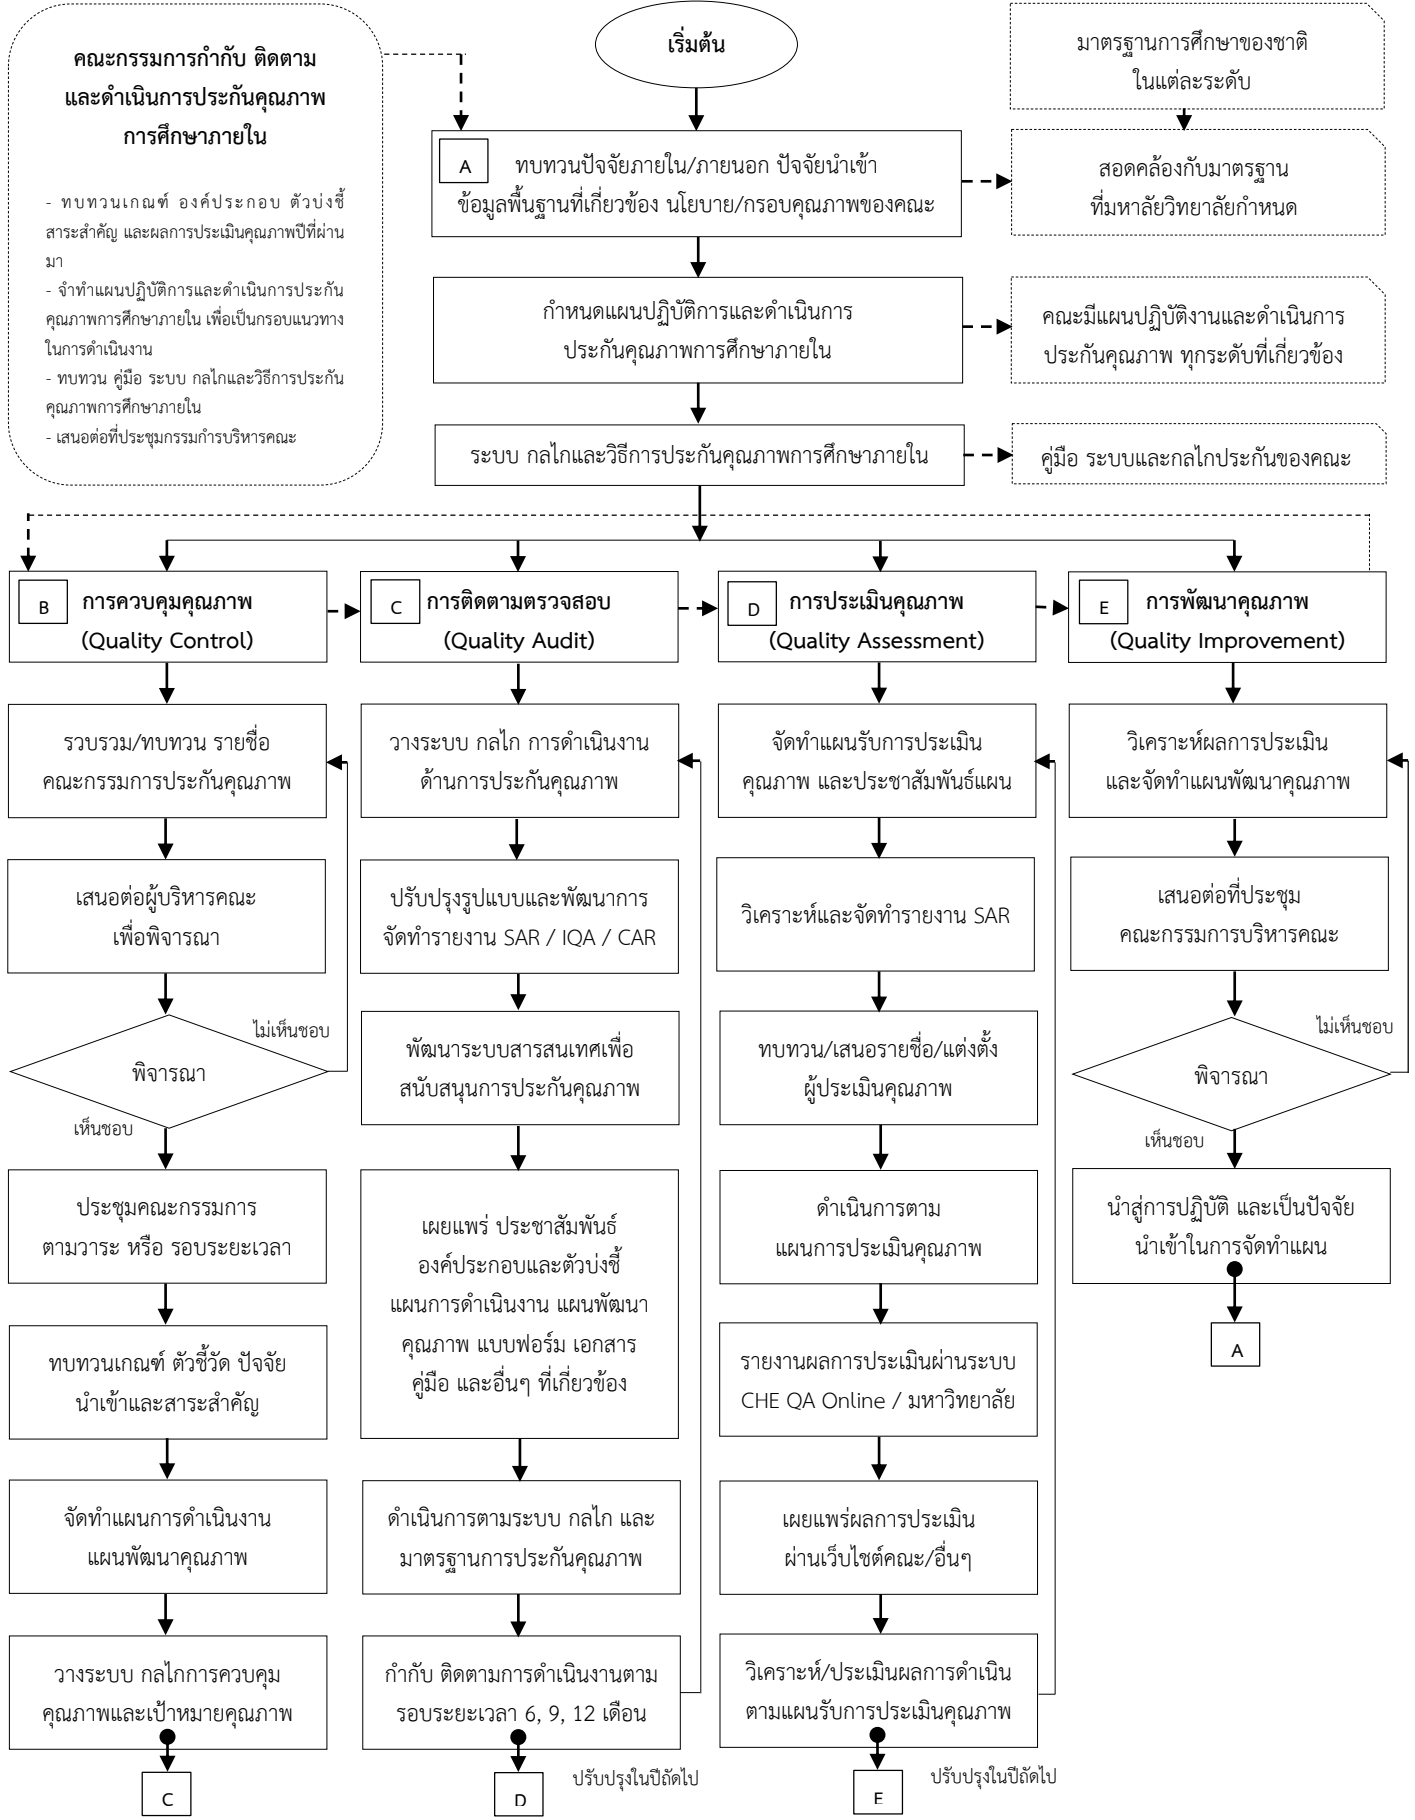 คณะกรรมการกำกับ ติดตาม
และดำเนินการประกันคุณภาพ
การศึกษาภายใน
- ทบทวนเกณฑ์ องค์ประกอบ ตัวบ่งชี้
สาระสำคัญ และผลการประเมินคุณภาพปีที่ผ่าน
มา
- จำทำแผนปฏิบัติการและดำเนินการประกัน
คุณภาพการศึกษาภายใน เพื่อเป็นกรอบแนวทาง
ในการดำเนินงาน
- ทบทวน คู่มือ ระบบ กลไกและวิธีการประกัน
คุณภาพการศึกษาภายใน
- เสนอต่อที่ประชุมกรรมกำรบริหารคณะ
เริ่มต้น
มาตรฐานการศึกษาของชาติ
ในแต่ละระดับ
A
ทบทวนปัจจัยภายใน/ภายนอก ปัจจัยนำเข้า
ข้อมูลพื้นฐานที่เกี่ยวข้อง นโยบาย/กรอบคุณภาพของคณะ
สอดคล้องกับมาตรฐาน
ที่มหาลัยวิทยาลัยกำหนด
กำหนดแผนปฏิบัติการและดำเนินการ
ประกันคุณภาพการศึกษาภายใน
คณะมีแผนปฏิบัติงานและดำเนินการ
ประกันคุณภาพ ทุกระดับที่เกี่ยวข้อง
ระบบ กลไกและวิธีการประกันคุณภาพการศึกษาภายใน
คู่มือ ระบบและกลไกประกันของคณะ
B
การควบคุมคุณภาพ
(Quality Control)
C
การติดตามตรวจสอบ
(Quality Audit)
D
การประเมินคุณภาพ
(Quality Assessment)
E
การพัฒนาคุณภาพ
(Quality Improvement)
รวบรวม/ทบทวน รายชื่อ
คณะกรรมการประกันคุณภาพ
เสนอต่อผู้บริหารคณะ
เพื่อพิจารณา
ไม่เห็นชอบ
พิจารณา
เห็นชอบ
ประชุมคณะกรรมการ
ตามวาระ หรือ รอบระยะเวลา
ทบทวนเกณฑ์ ตัวชี้วัด ปัจจัย
นำเข้าและสาระสำคัญ
จัดทำแผนการดำเนินงาน
แผนพัฒนาคุณภาพ
วางระบบ กลไกการควบคุม
คุณภาพและเป้าหมายคุณภาพ
C
วางระบบ กลไก การดำเนินงาน
ด้านการประกันคุณภาพ
ปรับปรุงรูปแบบและพัฒนาการ
จัดทำรายงาน SAR / IQA / CAR
พัฒนาระบบสารสนเทศเพื่อ
สนับสนุนการประกันคุณภาพ
เผยแพร่ ประชาสัมพันธ์
องค์ประกอบและตัวบ่งชี้
แผนการดำเนินงาน แผนพัฒนา
คุณภาพ แบบฟอร์ม เอกสาร
คู่มือ และอื่นๆ ที่เกี่ยวข้อง
ดำเนินการตามระบบ กลไก และ
มาตรฐานการประกันคุณภาพ
กำกับ ติดตามการดำเนินงานตาม
รอบระยะเวลา 6, 9, 12 เดือน
D
ปรับปรุงในปีถัดไป
จัดทำแผนรับการประเมิน
คุณภาพ และประชาสัมพันธ์แผน
วิเคราะห์และจัดทำรายงาน SAR
ทบทวน/เสนอรายชื่อ/แต่งตั้ง
ผู้ประเมินคุณภาพ
ดำเนินการตาม
แผนการประเมินคุณภาพ
รายงานผลการประเมินผ่านระบบ
CHE QA Online / มหาวิทยาลัย
เผยแพร่ผลการประเมิน
ผ่านเว็บไซต์คณะ/อื่นๆ
วิเคราะห์/ประเมินผลการดำเนิน
ตามแผนรับการประเมินคุณภาพ
E
ปรับปรุงในปีถัดไป
วิเคราะห์ผลการประเมิน
และจัดทำแผนพัฒนาคุณภาพ
เสนอต่อที่ประชุม
คณะกรรมการบริหารคณะ
ไม่เห็นชอบ
พิจารณา
เห็นชอบ
นำสู่การปฏิบัติ และเป็นปัจจัย
นำเข้าในการจัดทำแผน
A